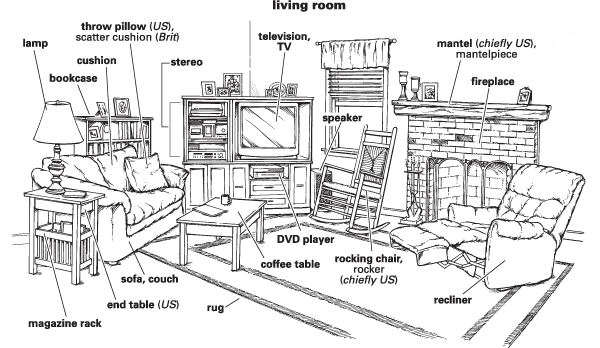 living room
throw pillow (US),
scatter cushion (Brit)
lamp
cushion
bookcase
stereo
television,
TV
mantel (chiefly US),
mantelpiece
fireplace
speaker
DVD player
coffee table
rocking chair,
rocker
(chiefly US)
recliner
sofa, couch
end table (US)
rug
magazine rack